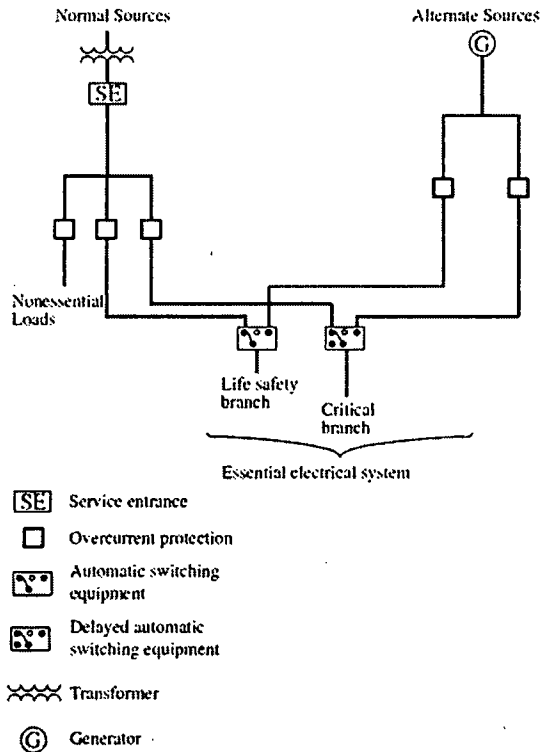 Normal Sources
Alternate Sources
G
SE
Nonessential
Loads
Life safety
branch
Critical
branch
Essential electrical system
SE Service entrance
Overcurrent protection
Automatic switching
equipment
Delayed automatic
switching equipment
Transformer
G Generator